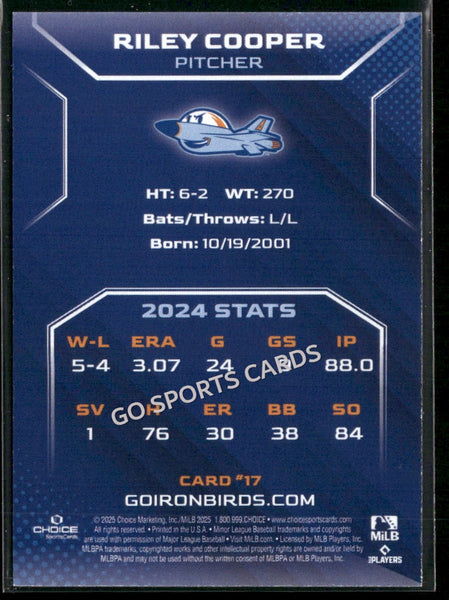 RILEY COOPER
PITCHER
HT: 6-2 WT: 270
Bats/Throws: L/L
Born: 10/19/2001
2024 STATS
W-L ERA G GS IP
5-4 3.07 24 88.0
GO SPORTS CARDS
SV H ER BB SO
1 76 30 38 84
CARD #17
GOIRONBIRDS.COM
CHOICE
SportsCards
© 2025 Choice Marketing, Inc./MiLB 2025 1.800.999.CHOICE • www.choicesportscards.com
All rights reserved. • Printed in the U.S.A. • Minor League Baseball trademarks and copyrights
are used with permission of Major League Baseball • Visit MiLB.com. • Licensed by MLB Players, Inc.
MLBPA trademarks, copyrighted works and other intellectual property rights are owned and/or held by
MLBPA and may not be used without the written consent of MLBPA or MLB Players, Inc.
MiLB
PLAYERS